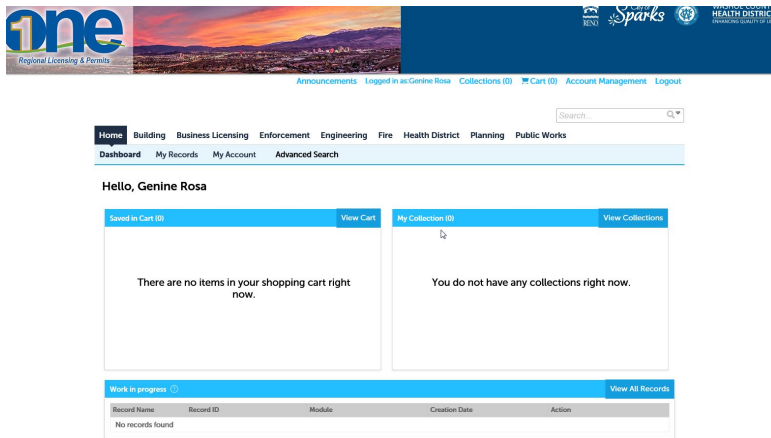 One
Regional Licensing & Permits
RENO
City of
Sparks
WASHOE COUNTY
HEALTH DISTRIC
ENHANCING QUALITY OF LI
Announcements Logged in as:Genine Rosa Collections (0) Cart (0) Account Management Logout
Search...
Home Building Business Licensing Enforcement Engineering Fire Health District Planning Public Works
Dashboard My Records My Account Advanced Search
Hello, Genine Rosa
Saved in Cart (0) View Cart
My Collection (0) View Collections
There are no items in your shopping cart right
now.
You do not have any collections right now.
Work in progress View All Records
Record Name Record ID Module Creation Date Action
No records found